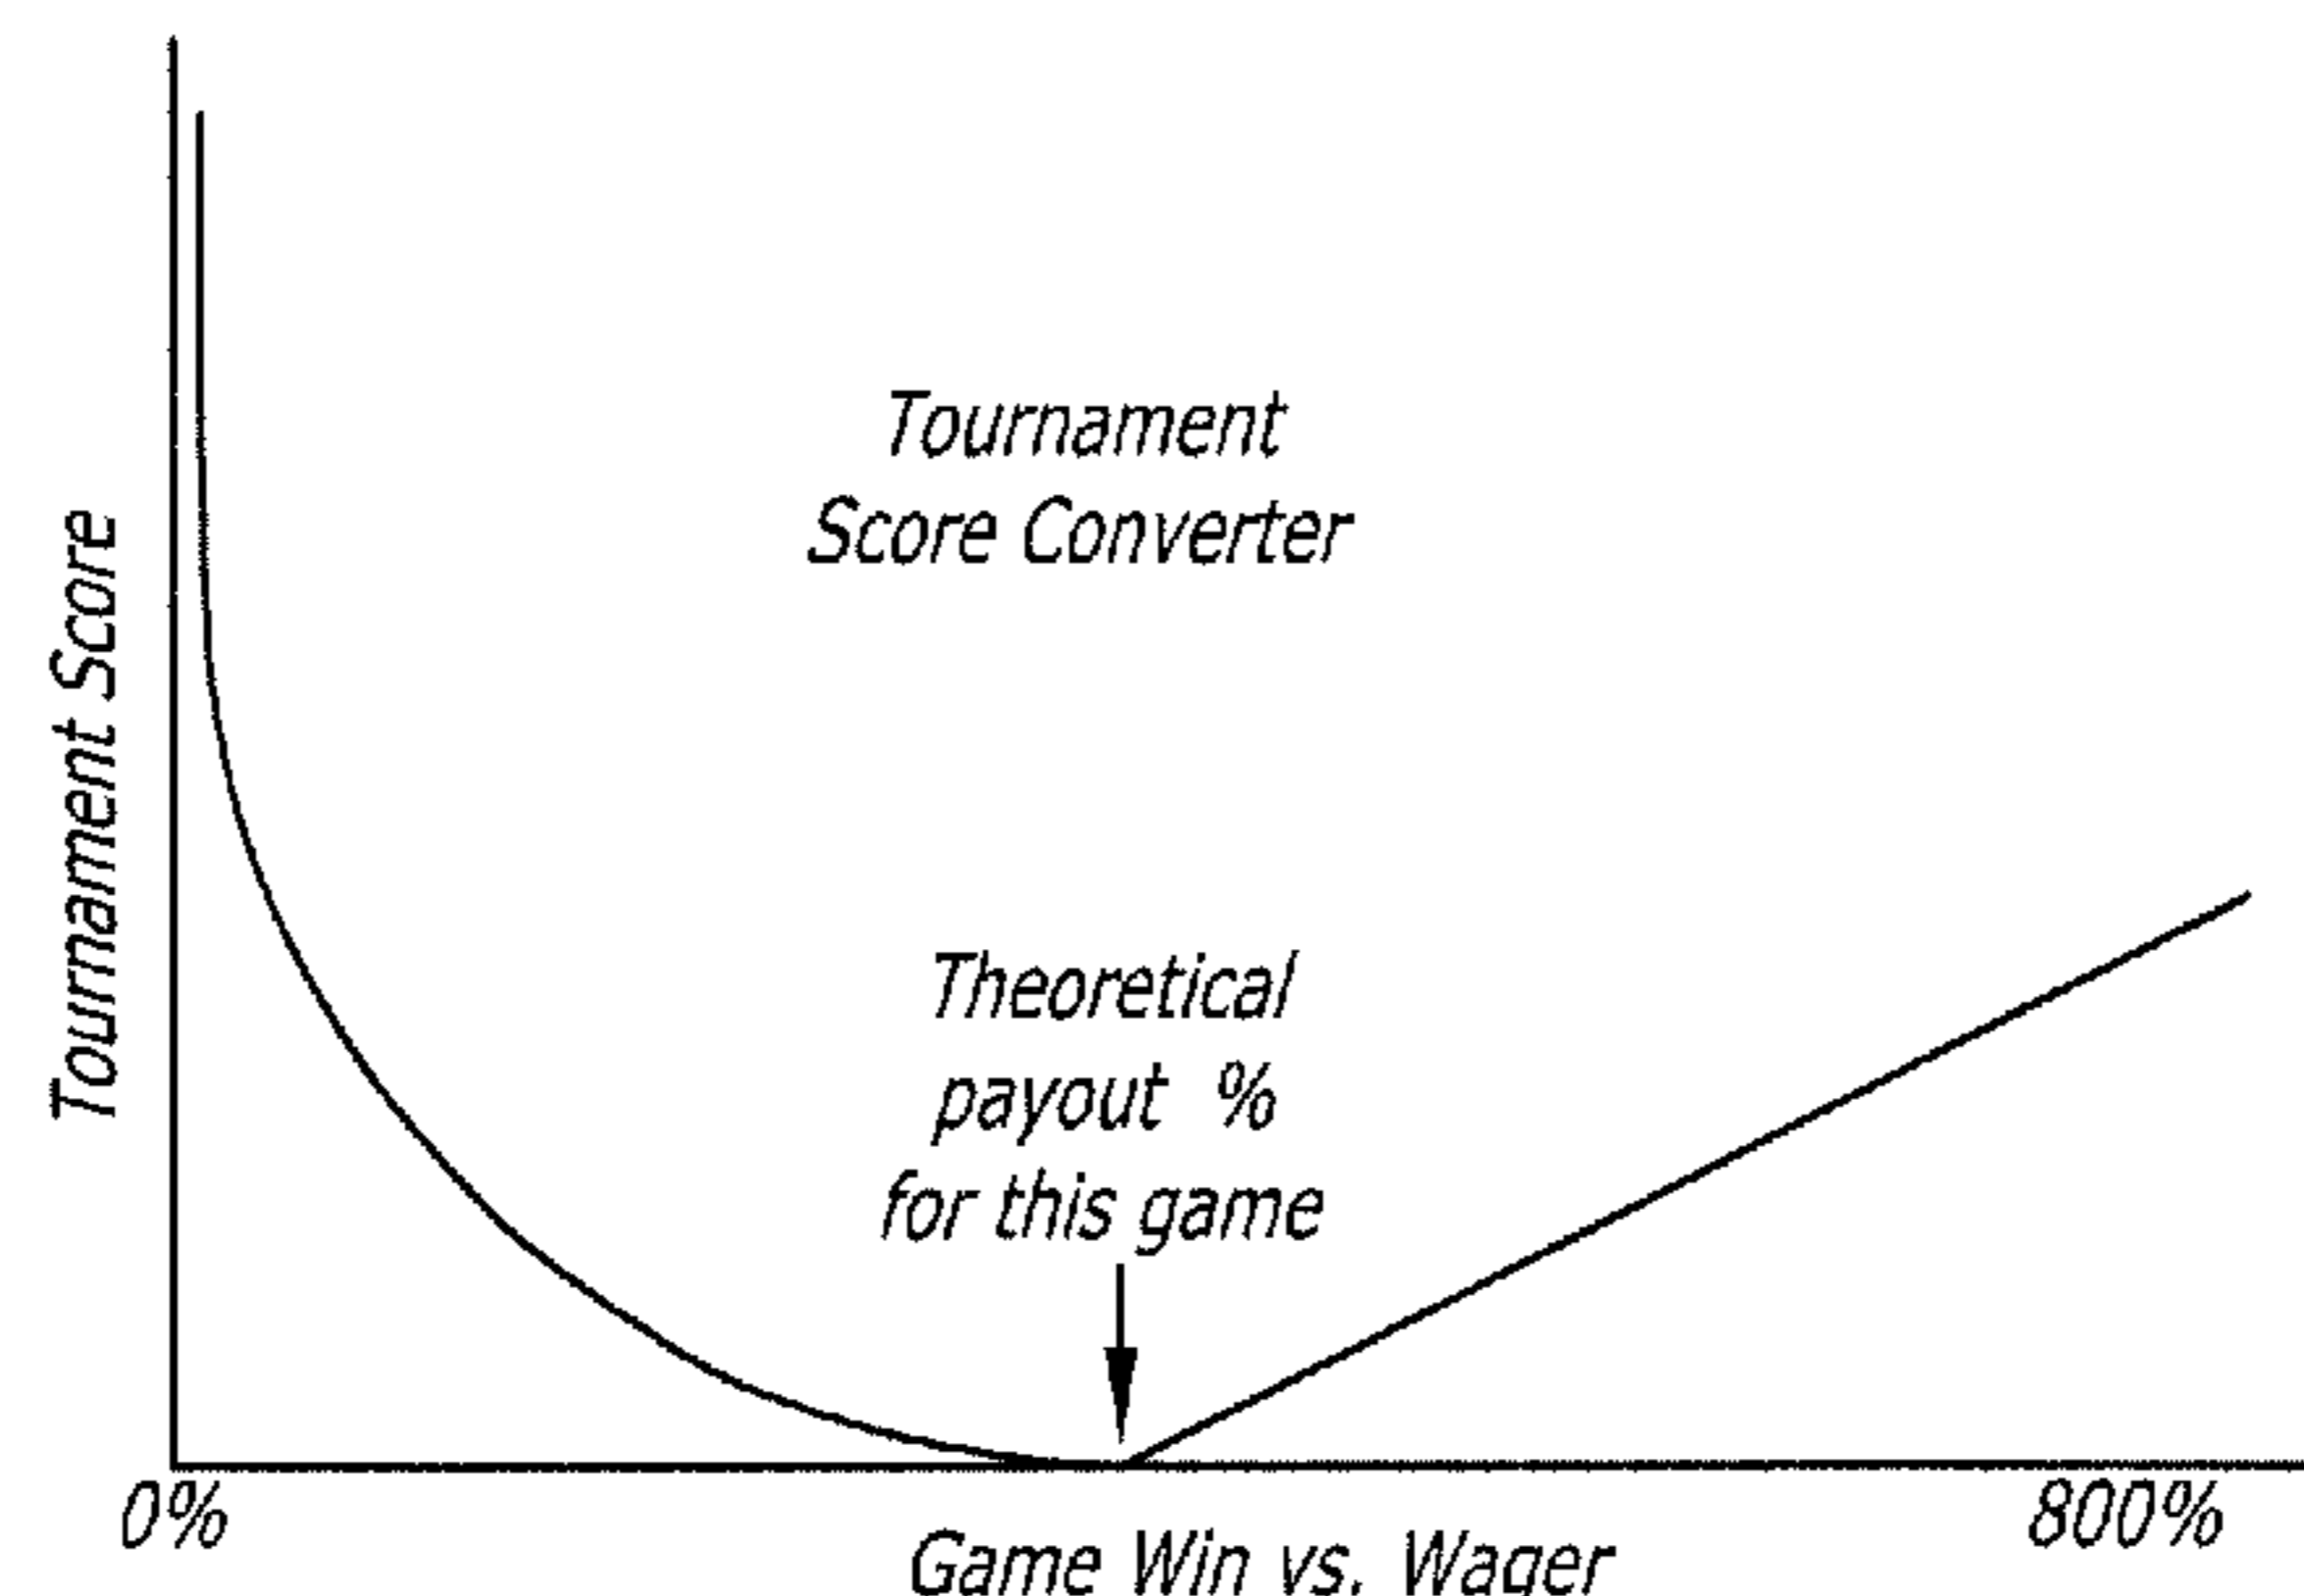 Tournament
Score Converter
Tournament Score
Theoretical
payout %
for this game
0%
800%
Game Win vs. Wager